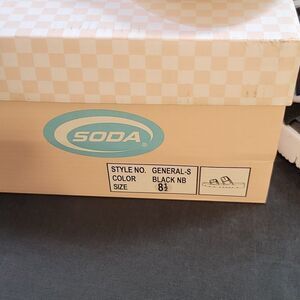 SODA®
STYLE NO. GENERAL-S
COLOR BLACK NB
SIZE 8½